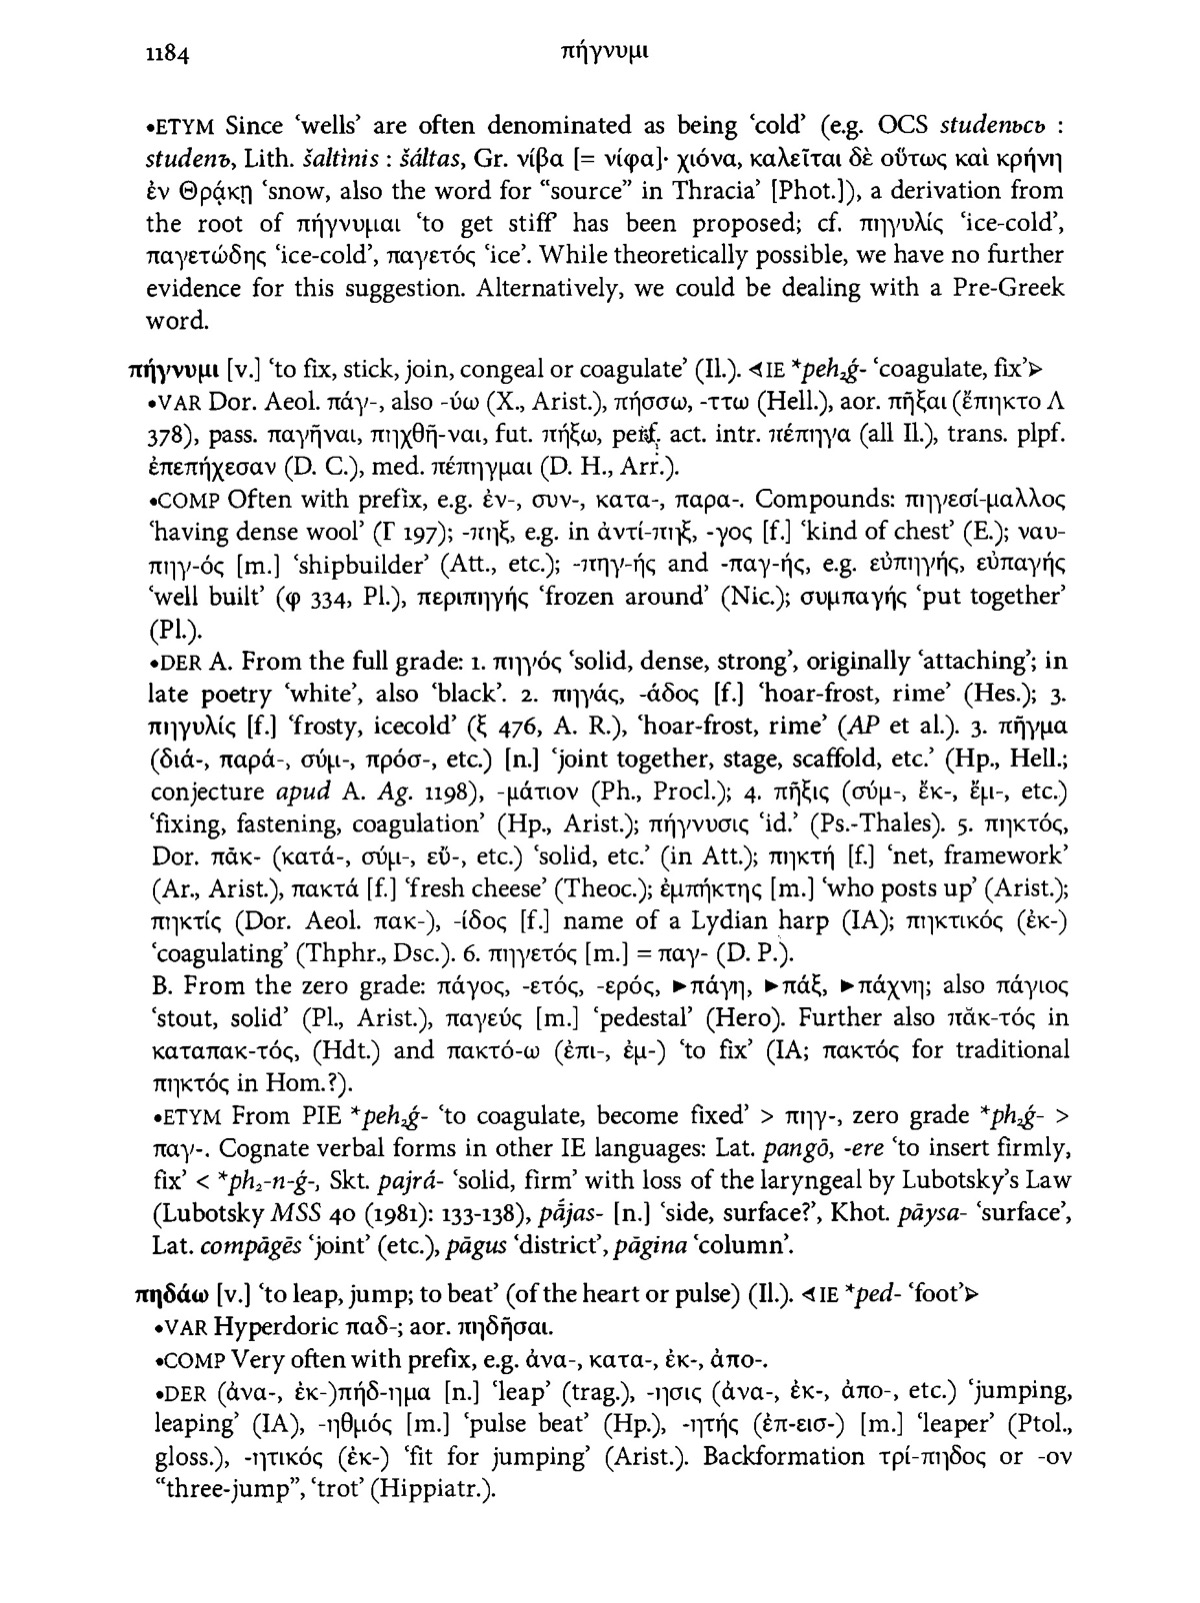 1184 πήγνυμι
•ETYM Since ‘wells’ are often denominated as being ‘cold’ (e.g. OCS studenьcь :
studenъ, Lith. šaltìnis : šáltas, Gr. νίβα [= νίφα]· χιόνα, καλεῖται δὲ οὕτως καὶ κρήνη
ἐν Θρᾴκῃ ‘snow, also the word for “source” in Thracia’ [Phot.]), a derivation from
the root of πήγνυμαι ‘to get stiff’ has been proposed; cf. πηγυλίς ‘ice-cold’,
παγετώδης ‘ice-cold’, παγετός ‘ice’. While theoretically possible, we have no further
evidence for this suggestion. Alternatively, we could be dealing with a Pre-Greek
word.
πήγνυμι [v.] ‘to fix, stick, join, congeal or coagulate’ (Il.). ⊲IE *peh₂ǵ- ‘coagulate, fix’⊳
•VAR Dor. Aeol. πάγ-, also -ύω (X., Arist.), πήσσω, -ττω (Hell.), aor. πῆξαι (ἔπηκτο Λ
378), pass. παγῆναι, πηχθῆ-ναι, fut. πήξω, perf. act. intr. πέπηγα (all Il.), trans. plpf.
ἐπεπήχεσαν (D. C.), med. πέπηγμαι (D. H., Arr.).
•COMP Often with prefix, e.g. ἐν-, συν-, κατα-, παρα-. Compounds: πηγεσί-μαλλος
‘having dense wool’ (Γ 197); -πηξ, e.g. in ἀντί-πηξ, -γος [f.] ‘kind of chest’ (E.); ναυ-
πηγ-ός [m.] ‘shipbuilder’ (Att., etc.); -πηγ-ής and -παγ-ής, e.g. εὐπηγής, εὐπαγής
‘well built’ (φ 334, Pl.), περιπηγής ‘frozen around’ (Nic.); συμπαγής ‘put together’
(Pl.).
•DER A. From the full grade: 1. πηγός ‘solid, dense, strong’, originally ‘attaching’; in
late poetry ‘white’, also ‘black’. 2. πηγάς, -άδος [f.] ‘hoar-frost, rime’ (Hes.); 3.
πηγυλίς [f.] ‘frosty, icecold’ (ξ 476, A. R.), ‘hoar-frost, rime’ (AP et al.). 3. πῆγμα
(διά-, παρά-, σύμ-, πρόσ-, etc.) [n.] ‘joint together, stage, scaffold, etc.’ (Hp., Hell.;
conjecture apud A. Ag. 1198), -μάτιον (Ph., Procl.); 4. πῆξις (σύμ-, ἔκ-, ἔμ-, etc.)
‘fixing, fastening, coagulation’ (Hp., Arist.); πήγνυσις ‘id.’ (Ps.-Thales). 5. πηκτός,
Dor. πᾱκ- (κατά-, σύμ-, εὔ-, etc.) ‘solid, etc.’ (in Att.); πηκτή [f.] ‘net, framework’
(Ar., Arist.), πακτά [f.] ‘fresh cheese’ (Theoc.); ἐμπήκτης [m.] ‘who posts up’ (Arist.);
πηκτίς (Dor. Aeol. πακ-), -ίδος [f.] name of a Lydian harp (IA); πηκτικός (ἐκ-)
‘coagulating’ (Thphr., Dsc.). 6. πηγετός [m.] = παγ- (D. P.).
B. From the zero grade: πάγος, -ετός, -ερός, ►πάγη, ►πάξ, ►πάχνη; also πάγιος
‘stout, solid’ (Pl., Arist.), παγεύς [m.] ‘pedestal’ (Hero). Further also πᾰκ-τός in
καταπακ-τός, (Hdt.) and πακτό-ω (ἐπι-, ἐμ-) ‘to fix’ (IA; πακτός for traditional
πηκτός in Hom.?).
•ETYM From PIE *peh₂ǵ- ‘to coagulate, become fixed’ > πηγ-, zero grade *ph₂ǵ- >
παγ-. Cognate verbal forms in other IE languages: Lat. pangō, -ere ‘to insert firmly,
fix’ < *ph₂-n-ǵ-, Skt. pajrá- ‘solid, firm’ with loss of the laryngeal by Lubotsky’s Law
(Lubotsky MSS 40 (1981): 133-138), pā́jas- [n.] ‘side, surface?’, Khot. pāysa- ‘surface’,
Lat. compāgēs ‘joint’ (etc.), pāgus ‘district’, pāgina ‘column’.
πηδάω [v.] ‘to leap, jump; to beat’ (of the heart or pulse) (Il.). ⊲IE *ped- ‘foot’⊳
•VAR Hyperdoric παδ-; aor. πηδῆσαι.
•COMP Very often with prefix, e.g. ἀνα-, κατα-, ἐκ-, ἀπο-.
•DER (ἀνα-, ἐκ-)πήδ-ημα [n.] ‘leap’ (trag.), -ησις (ἀνα-, ἐκ-, ἀπο-, etc.) ‘jumping,
leaping’ (IA), -ηθμός [m.] ‘pulse beat’ (Hp.), -ητής (ἐπ-εισ-) [m.] ‘leaper’ (Ptol.,
gloss.), -ητικός (ἐκ-) ‘fit for jumping’ (Arist.). Backformation τρί-πηδος or -ον
“three-jump”, ‘trot’ (Hippiatr.).